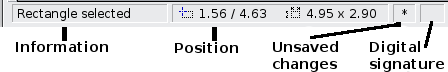 Rectangle selected 1.56 / 4.63 4.95 x 2.90 *
Information Position Unsaved changes Digital signature